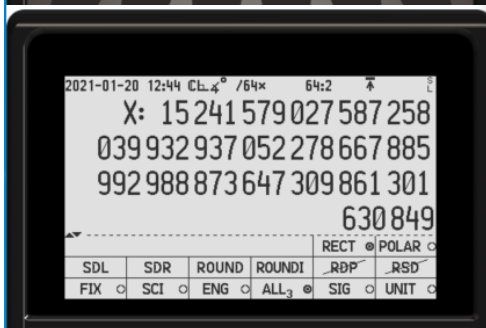 2021-01-20 12:44 /64× 64:2 SL
X: 15 241 579 027 587 258
039 932 937 052 278 667 885
992 988 873 647 309 861 301
630 849
RECT POLAR
SDL SDR ROUND ROUNDI RDP RSD
FIX SCI ENG ALL₃ SIG UNIT